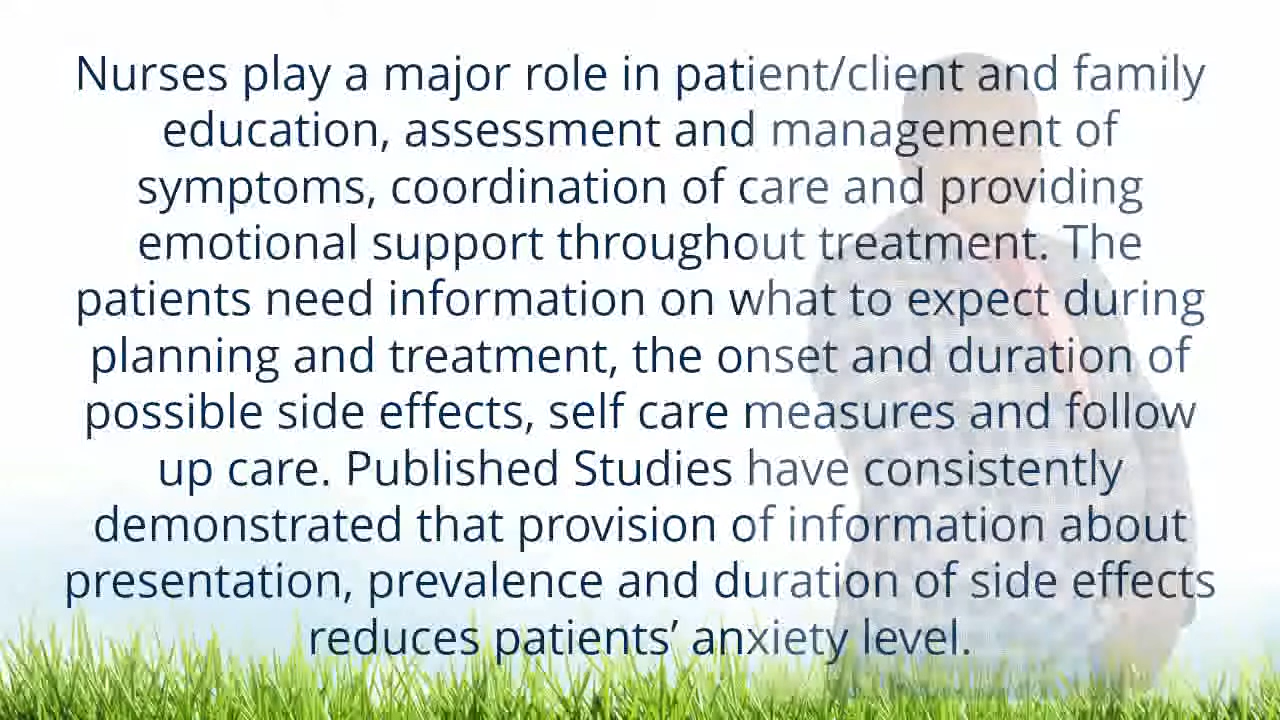 Nurses play a major role in patient/client and family
education, assessment and management of
symptoms, coordination of care and providing
emotional support throughout treatment. The
patients need information on what to expect during
planning and treatment, the onset and duration of
possible side effects, self care measures and follow
up care. Published Studies have consistently
demonstrated that provision of information about
presentation, prevalence and duration of side effects
reduces patients’ anxiety level.